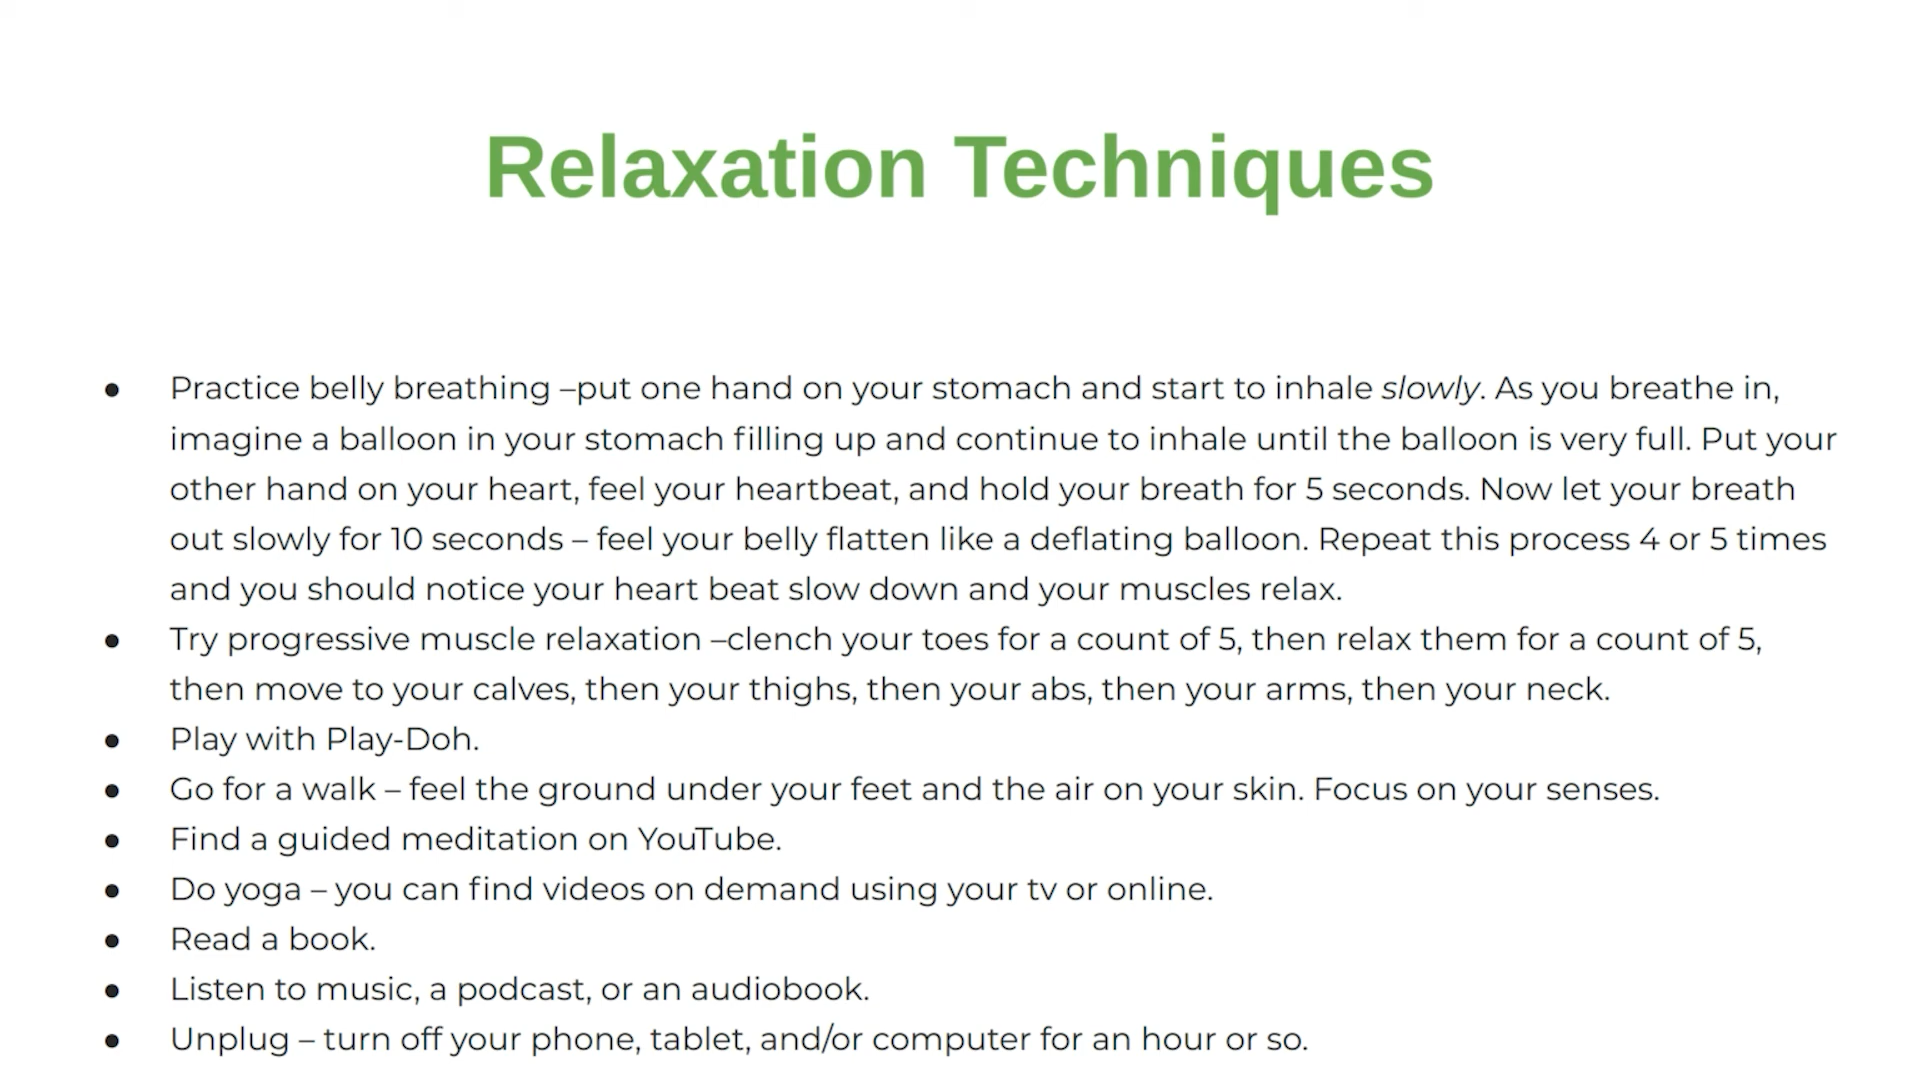 Relaxation Techniques
● Practice belly breathing –put one hand on your stomach and start to inhale slowly. As you breathe in,
imagine a balloon in your stomach filling up and continue to inhale until the balloon is very full. Put your
other hand on your heart, feel your heartbeat, and hold your breath for 5 seconds. Now let your breath
out slowly for 10 seconds – feel your belly flatten like a deflating balloon. Repeat this process 4 or 5 times
and you should notice your heart beat slow down and your muscles relax.
● Try progressive muscle relaxation –clench your toes for a count of 5, then relax them for a count of 5,
then move to your calves, then your thighs, then your abs, then your arms, then your neck.
● Play with Play-Doh.
● Go for a walk – feel the ground under your feet and the air on your skin. Focus on your senses.
● Find a guided meditation on YouTube.
● Do yoga – you can find videos on demand using your tv or online.
● Read a book.
● Listen to music, a podcast, or an audiobook.
● Unplug – turn off your phone, tablet, and/or computer for an hour or so.